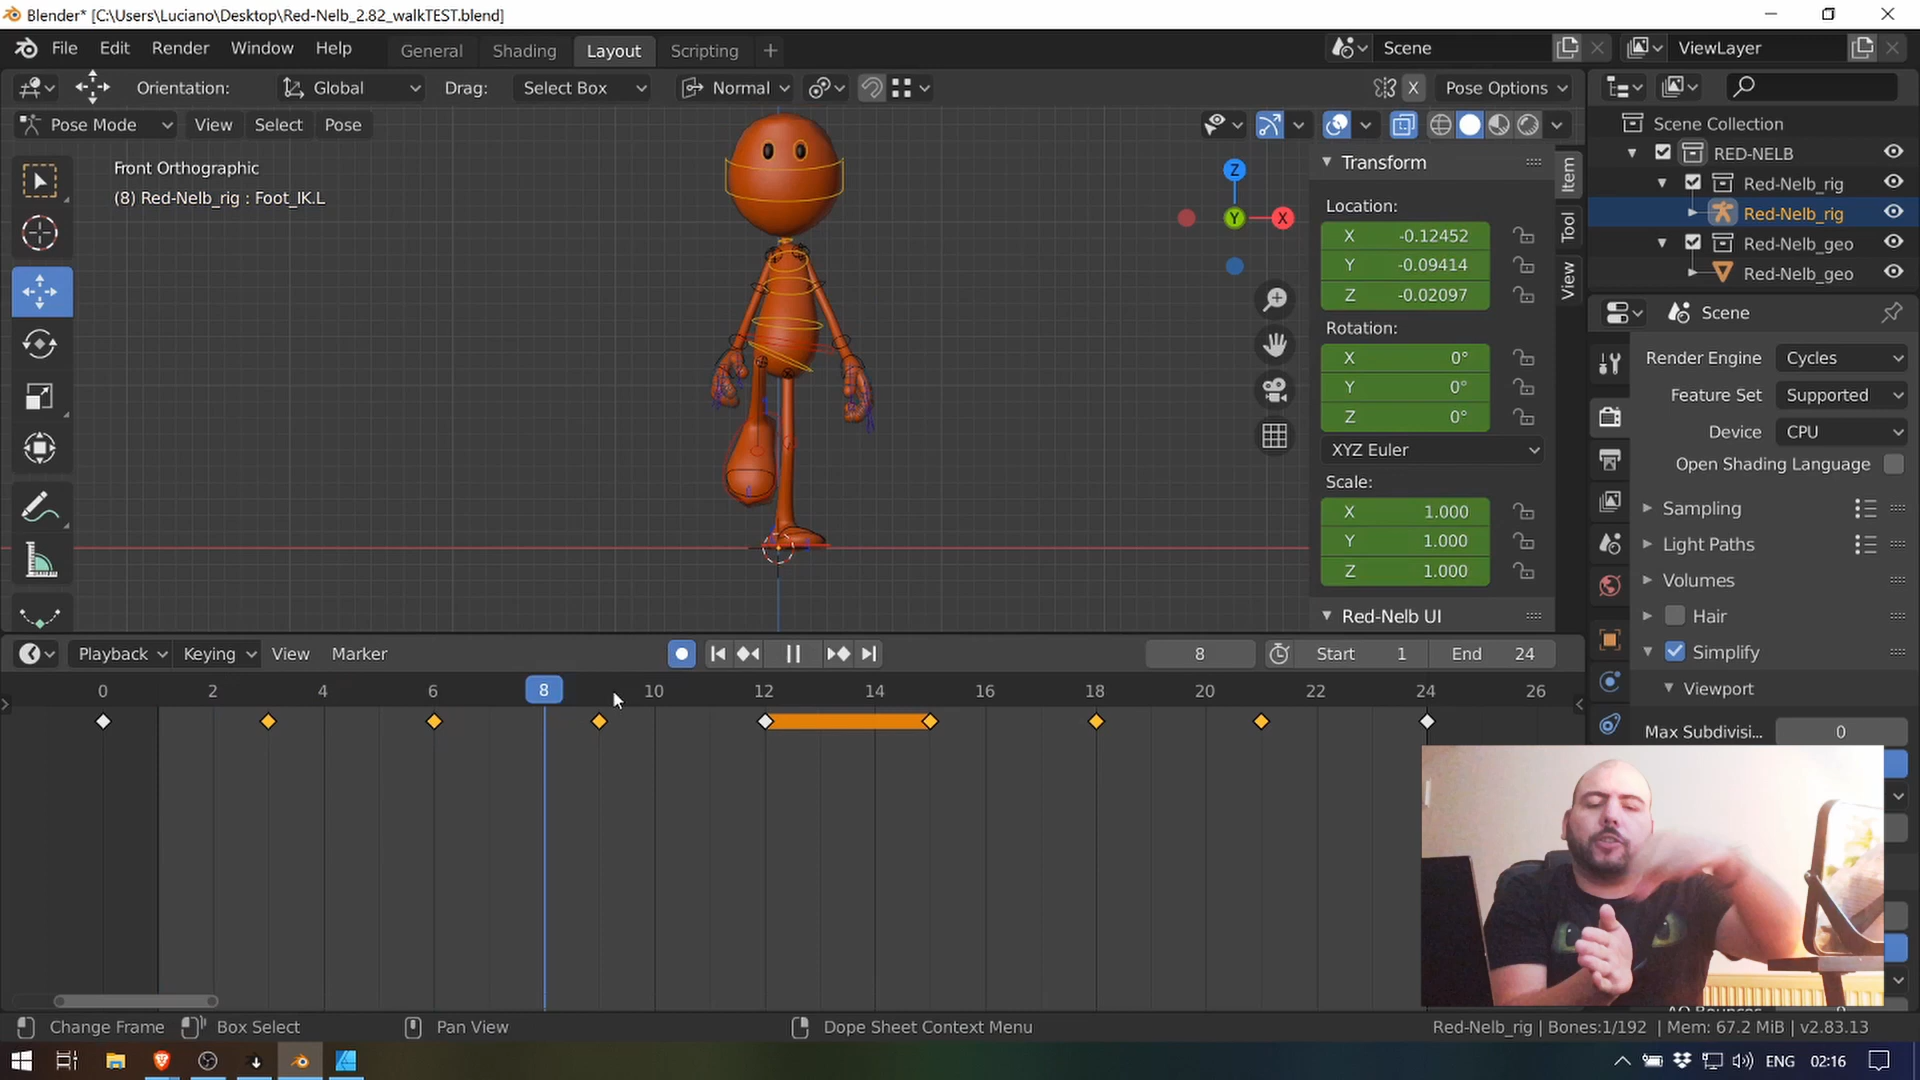 Blender* [C:\Users\Luciano\Desktop\Red-Nelb_2.82_walkTEST.blend]
File Edit Render Window Help General Shading Layout Scripting + Scene ViewLayer
Orientation: Global Drag: Select Box Normal X Pose Options
Pose Mode View Select Pose
Scene Collection
RED-NELB
Red-Nelb_rig
Red-Nelb_rig
Red-Nelb_geo
Red-Nelb_geo
Front Orthographic
(8) Red-Nelb_rig : Foot_IK.L
Z
Y
X
Transform
Location:
X -0.12452
Y -0.09414
Z -0.02097
Rotation:
X 0°
Y 0°
Z 0°
XYZ Euler
Scale:
X 1.000
Y 1.000
Z 1.000
Red-Nelb UI
Item
Tool
View
Scene
Render Engine Cycles
Feature Set Supported
Device CPU
Open Shading Language
Sampling
Light Paths
Volumes
Hair
Simplify
Viewport
Max Subdivisi... 0
Playback Keying View Marker 8 Start 1 End 24
0 2 4 6 8 10 12 14 16 18 20 22 24 26
Change Frame Box Select Pan View Dope Sheet Context Menu Red-Nelb_rig | Bones:1/192 | Mem: 67.2 MiB | v2.83.13
ENG 02:16